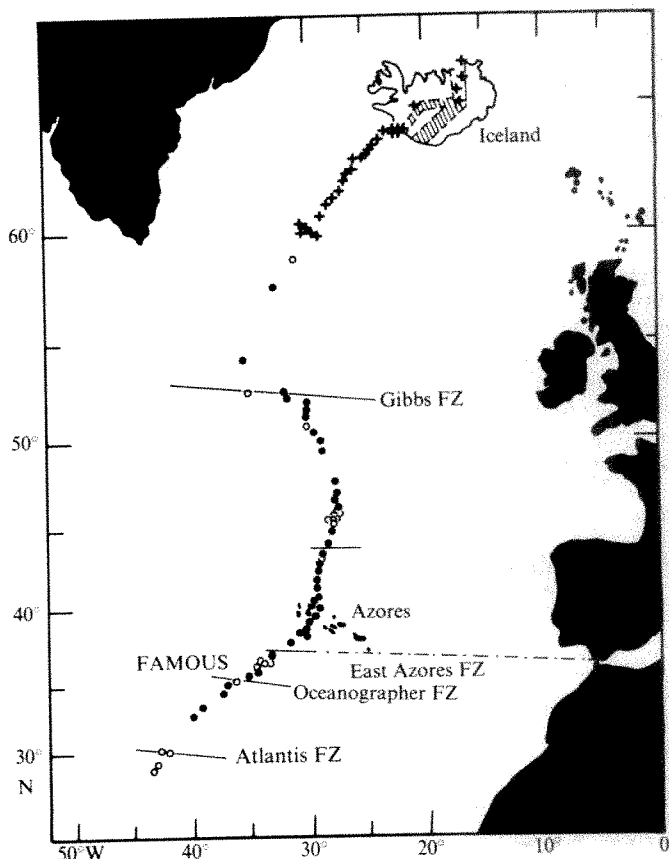 Iceland
60°
Gibbs FZ
50°
Azores
40°
FAMOUS
East Azores FZ
Oceanographer FZ
30°
Atlantis FZ
N
50°W
40°
30°
20°
10°
0